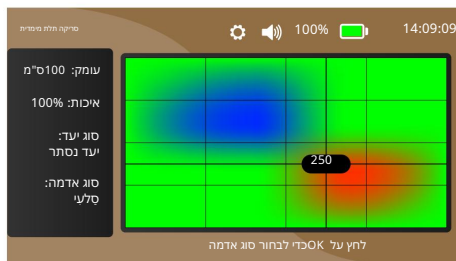 סריקה תלת מימדית
100%
14:09:09
עומק: 100ס"מ
איכות: 100%
סוג יעד:
יעד נסתר
סוג אדמה:
סלעי
250
לחץ על OKכדי לבחור סוג אדמה